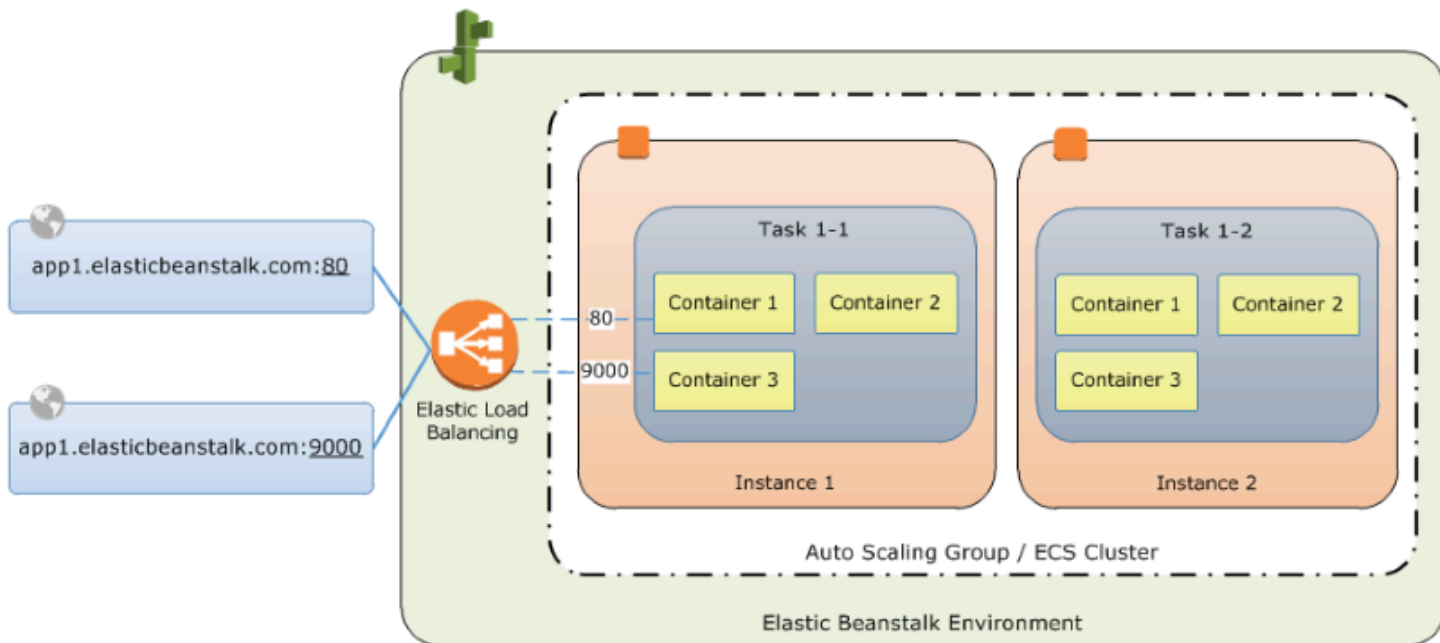 app1.elasticbeanstalk.com:80
app1.elasticbeanstalk.com:9000
Elastic Load
Balancing
80
9000
Task 1-1
Container 1
Container 2
Container 3
Instance 1
Task 1-2
Container 1
Container 2
Container 3
Instance 2
Auto Scaling Group / ECS Cluster
Elastic Beanstalk Environment